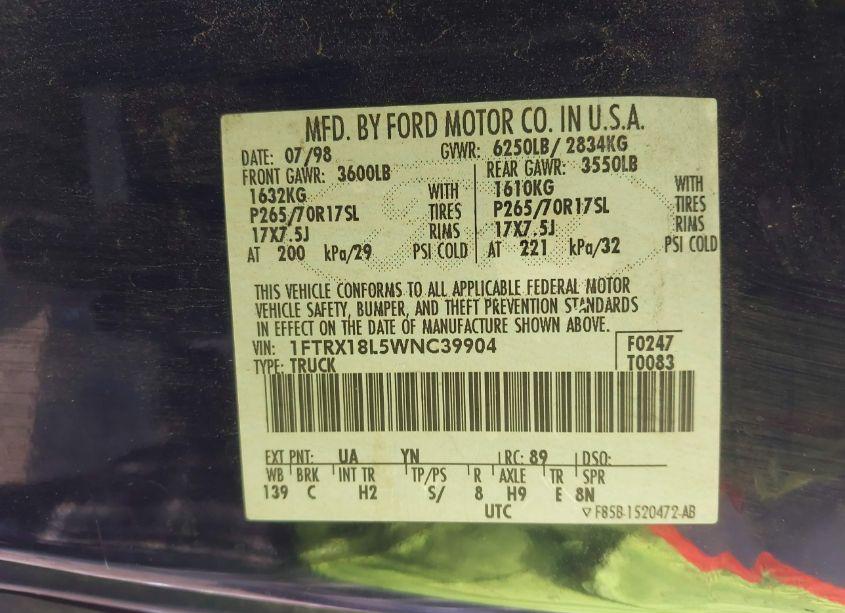 MFD. BY FORD MOTOR CO. IN U.S.A.
DATE: 07/98 GVWR: 6250LB/ 2834KG
FRONT GAWR: 3600LB REAR GAWR: 3550LB
1632KG WITH 1610KG WITH
P265/70R17SL TIRES P265/70R17SL TIRES
17X7.5J RIMS 17X7.5J RIMS
AT 200 kPa/29 PSI COLD AT 221 kPa/32 PSI COLD
THIS VEHICLE CONFORMS TO ALL APPLICABLE FEDERAL MOTOR
VEHICLE SAFETY, BUMPER, AND THEFT PREVENTION STANDARDS
IN EFFECT ON THE DATE OF MANUFACTURE SHOWN ABOVE.
VIN: 1FTRX18L5WNC39904 F0247
TYPE: TRUCK T0083
EXT PNT: UA YN RC: 89 DSO:
WB BRK INT TR TP/PS R AXLE TR SPR
139 C H2 S/ 8 H9 E 8N
UTC ▽ F85B-1520472-AB